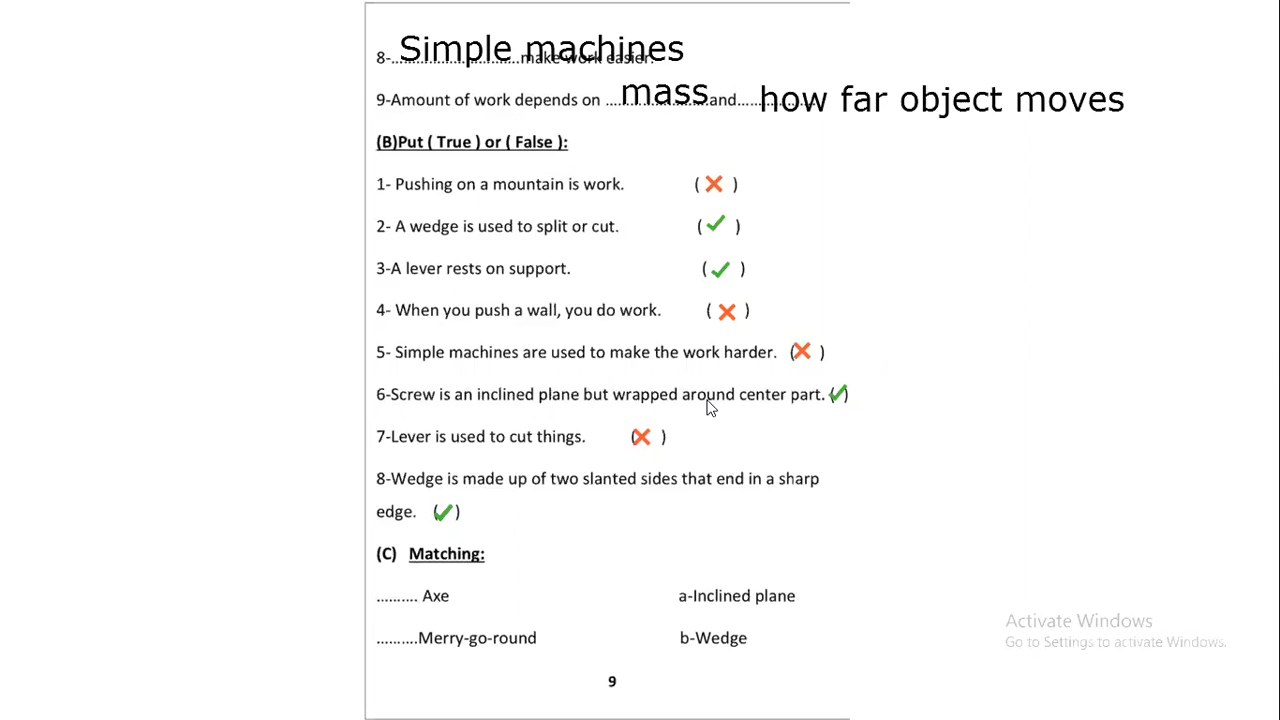 8-.............................make work easier.
Simple machines
9-Amount of work depends on .......................and..................
mass
how far object moves
(B)Put ( True ) or ( False ):
1- Pushing on a mountain is work. ( ❌ )
2- A wedge is used to split or cut. ( ✔ )
3-A lever rests on support. ( ✔ )
4- When you push a wall, you do work. ( ❌ )
5- Simple machines are used to make the work harder. (❌ )
6-Screw is an inclined plane but wrapped around center part. (✔)
7-Lever is used to cut things. (❌ )
8-Wedge is made up of two slanted sides that end in a sharp
edge. (✔)
(C) Matching:
.......... Axe a-Inclined plane
..........Merry-go-round b-Wedge
9
Activate Windows
Go to Settings to activate Windows.